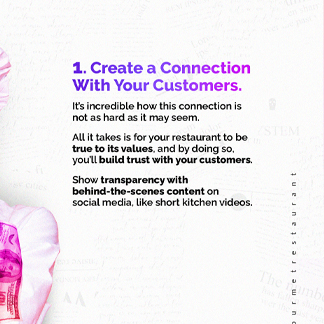 1. Create a Connection
With Your Customers.
It's incredible how this connection is
not as hard as it may seem.
All it takes is for your restaurant to be
true to its values, and by doing so,
you'll build trust with your customers.
Show transparency with
behind-the-scenes content on
social media, like short kitchen videos.
ourmetrestaurant